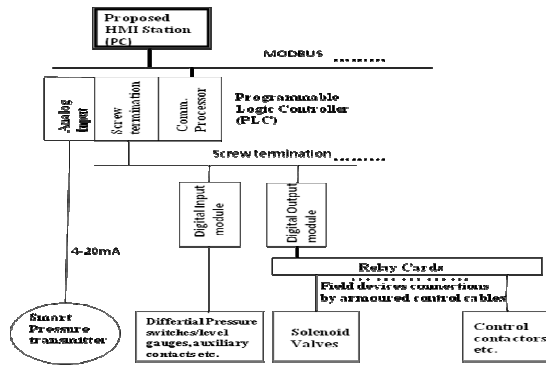 Proposed
HMI Station
(PC)
MODBUS .........
Analog
Input
Screw
termination
Comm.
Processor
Programmable
Logic Controller
(PLC)
Screw termination .........
Digital Input
module
Digital Output
module
4-20mA
Relay Cards
Field devices connections
by armoured control cables
Smart
Pressure
transmitter
Differtial Pressure
switches/level
gauges, auxiliary
contacts etc.
Solenoid
Valves
Control
contactors
etc.